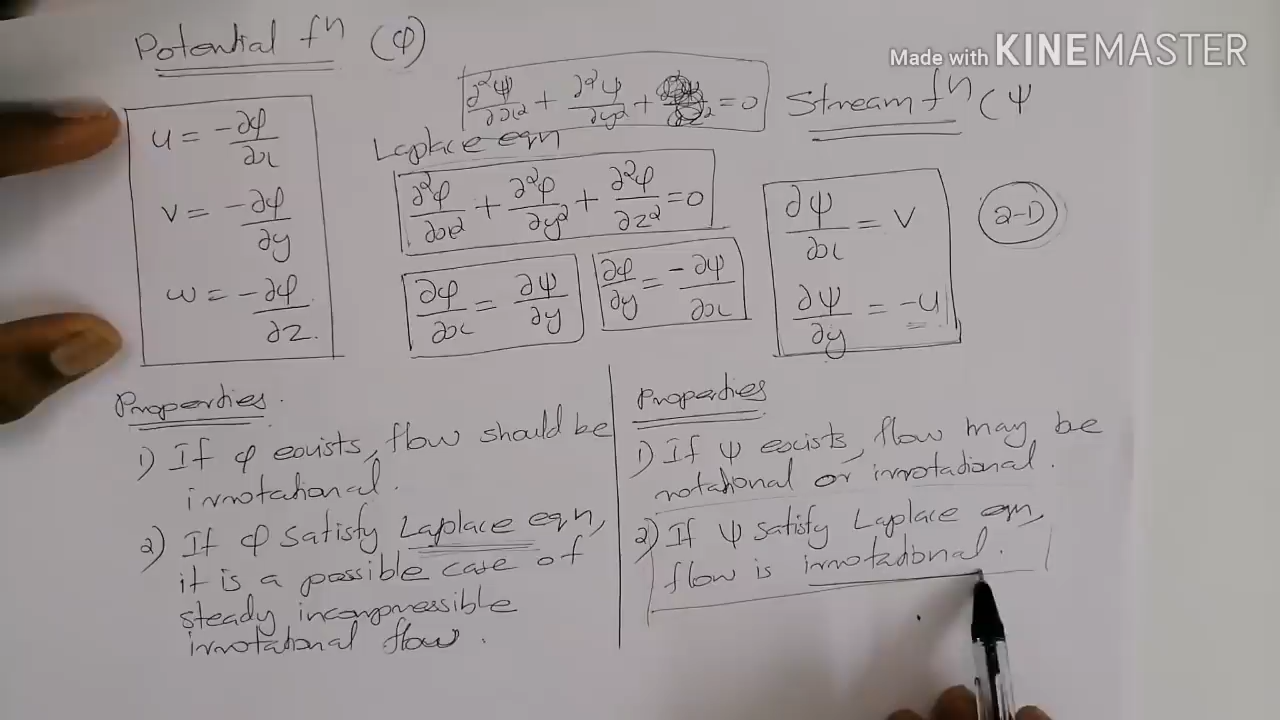 Potential fn (φ)
Made with KINEMASTER
∂²ψ/∂x² + ∂²ψ/∂y² + = 0
Stream fn (ψ
Laplace eqn
u = -∂φ/∂x
v = -∂φ/∂y
w = -∂φ/∂z.
∂²φ/∂x² + ∂²φ/∂y² + ∂²φ/∂z² = 0
∂φ/∂x = ∂ψ/∂y
∂φ/∂y = -∂ψ/∂x
∂ψ/∂x = v
∂ψ/∂y = -u
2-D
Properties.
1) If φ exists, flow should be
irrotational.
2) If φ satisfy Laplace eqn,
it is a possible case of
steady incompressible
irrotational flow.
Properties
1) If ψ exists, flow may be
rotational or irrotational.
2) If ψ satisfy Laplace eqn,
flow is irrotational.